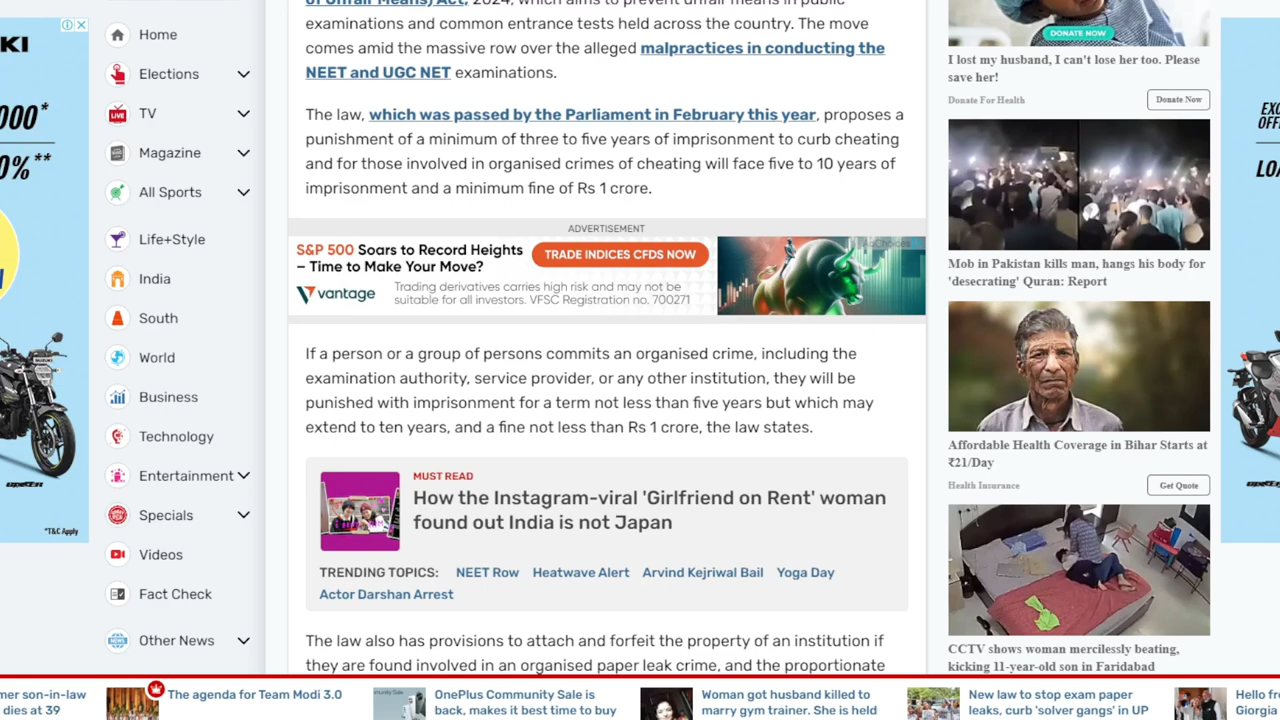 KI
000*
0%**
*T&C Apply
Home
Elections
TV
LIVE
Magazine
All Sports
Life+Style
India
South
World
Business
Technology
Entertainment
Specials
Videos
Fact Check
Other News
NEWS
of Unfair Means) Act, 2024, which aims to prevent unfair means in public
examinations and common entrance tests held across the country. The move
comes amid the massive row over the alleged malpractices in conducting the
NEET and UGC NET examinations.
The law, which was passed by the Parliament in February this year, proposes a
punishment of a minimum of three to five years of imprisonment to curb cheating
and for those involved in organised crimes of cheating will face five to 10 years of
imprisonment and a minimum fine of Rs 1 crore.
ADVERTISEMENT
S&P 500 Soars to Record Heights
– Time to Make Your Move?
TRADE INDICES CFDS NOW
vantage
Trading derivatives carries high risk and may not be
suitable for all investors. VFSC Registration no. 700271
AdChoices
If a person or a group of persons commits an organised crime, including the
examination authority, service provider, or any other institution, they will be
punished with imprisonment for a term not less than five years but which may
extend to ten years, and a fine not less than Rs 1 crore, the law states.
MUST READ
How the Instagram-viral 'Girlfriend on Rent' woman
found out India is not Japan
TRENDING TOPICS: NEET Row Heatwave Alert Arvind Kejriwal Bail Yoga Day
Actor Darshan Arrest
The law also has provisions to attach and forfeit the property of an institution if
they are found involved in an organised paper leak crime, and the proportionate
DONATE NOW
I lost my husband, I can't lose her too. Please
save her!
Donate For Health
Donate Now
Mob in Pakistan kills man, hangs his body for
'desecrating' Quran: Report
Affordable Health Coverage in Bihar Starts at
₹21/Day
Health Insurance
Get Quote
CCTV shows woman mercilessly beating,
kicking 11-year-old son in Faridabad
EXC
OFF
LOA
mer son-in-law
dies at 39
The agenda for Team Modi 3.0
OnePlus Community Sale is
back, makes it best time to buy
Woman got husband killed to
marry gym trainer. She is held
New law to stop exam paper
leaks, curb 'solver gangs' in UP
Hello fr
Giorgia